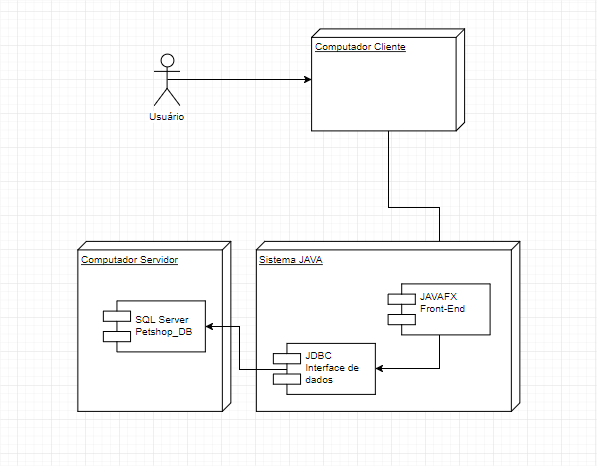 Computador Cliente
Usuário
Computador Servidor
SQL Server
Petshop_DB
Sistema JAVA
JAVAFX
Front-End
JDBC
Interface de
dados